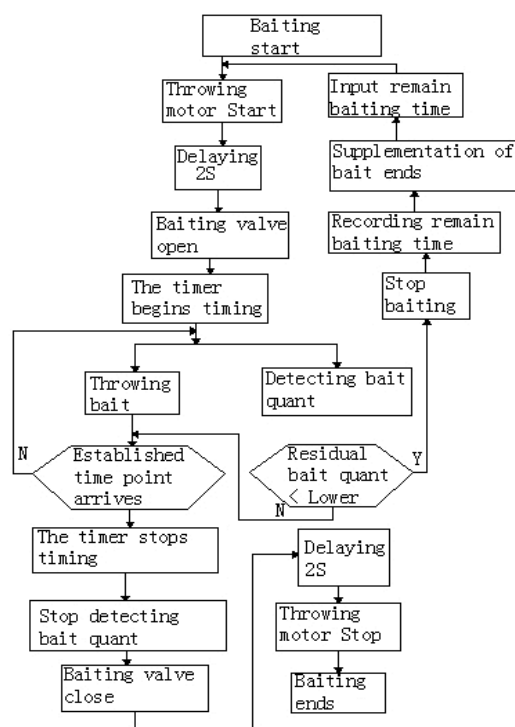 Baiting
start
Throwing
motor Start
Input remain
baiting time
Delaying
2S
Supplementation of
bait ends
Baiting valve
open
Recording remain
baiting time
The timer
begins timing
Stop
baiting
Throwing
bait
Detecting bait
quant
N
Established
time point
arrives
Residual
bait quant
< Lower
Y
N
The timer stops
timing
Delaying
2S
Stop detecting
bait quant
Throwing
motor Stop
Baiting valve
close
Baiting
ends